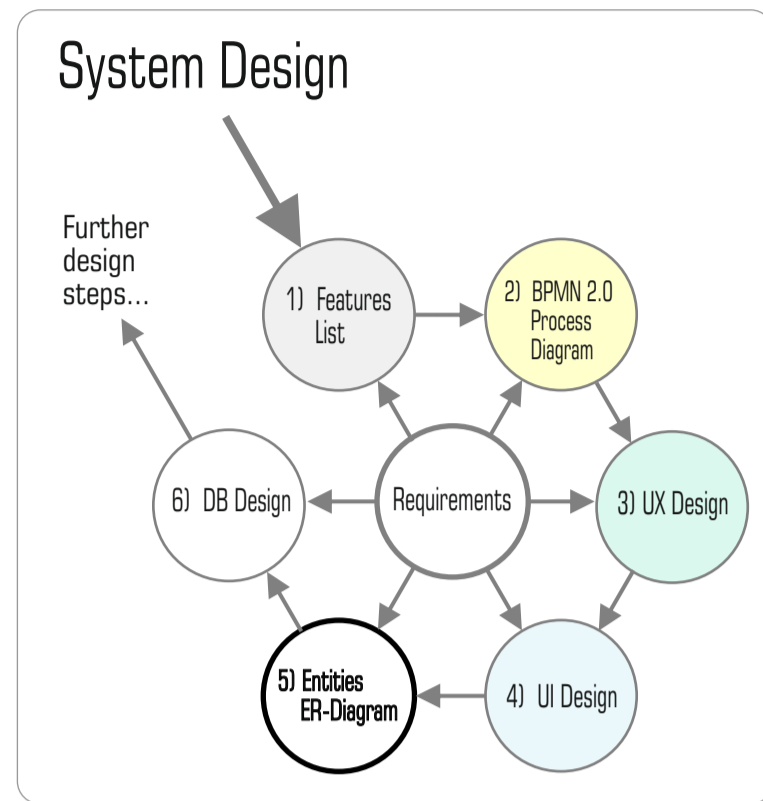 System Design
Further
design
steps...
1) Features
List
2) BPMN 2.0
Process
Diagram
Requirements
3) UX Design
4) UI Design
5) Entities
ER-Diagram
6) DB Design